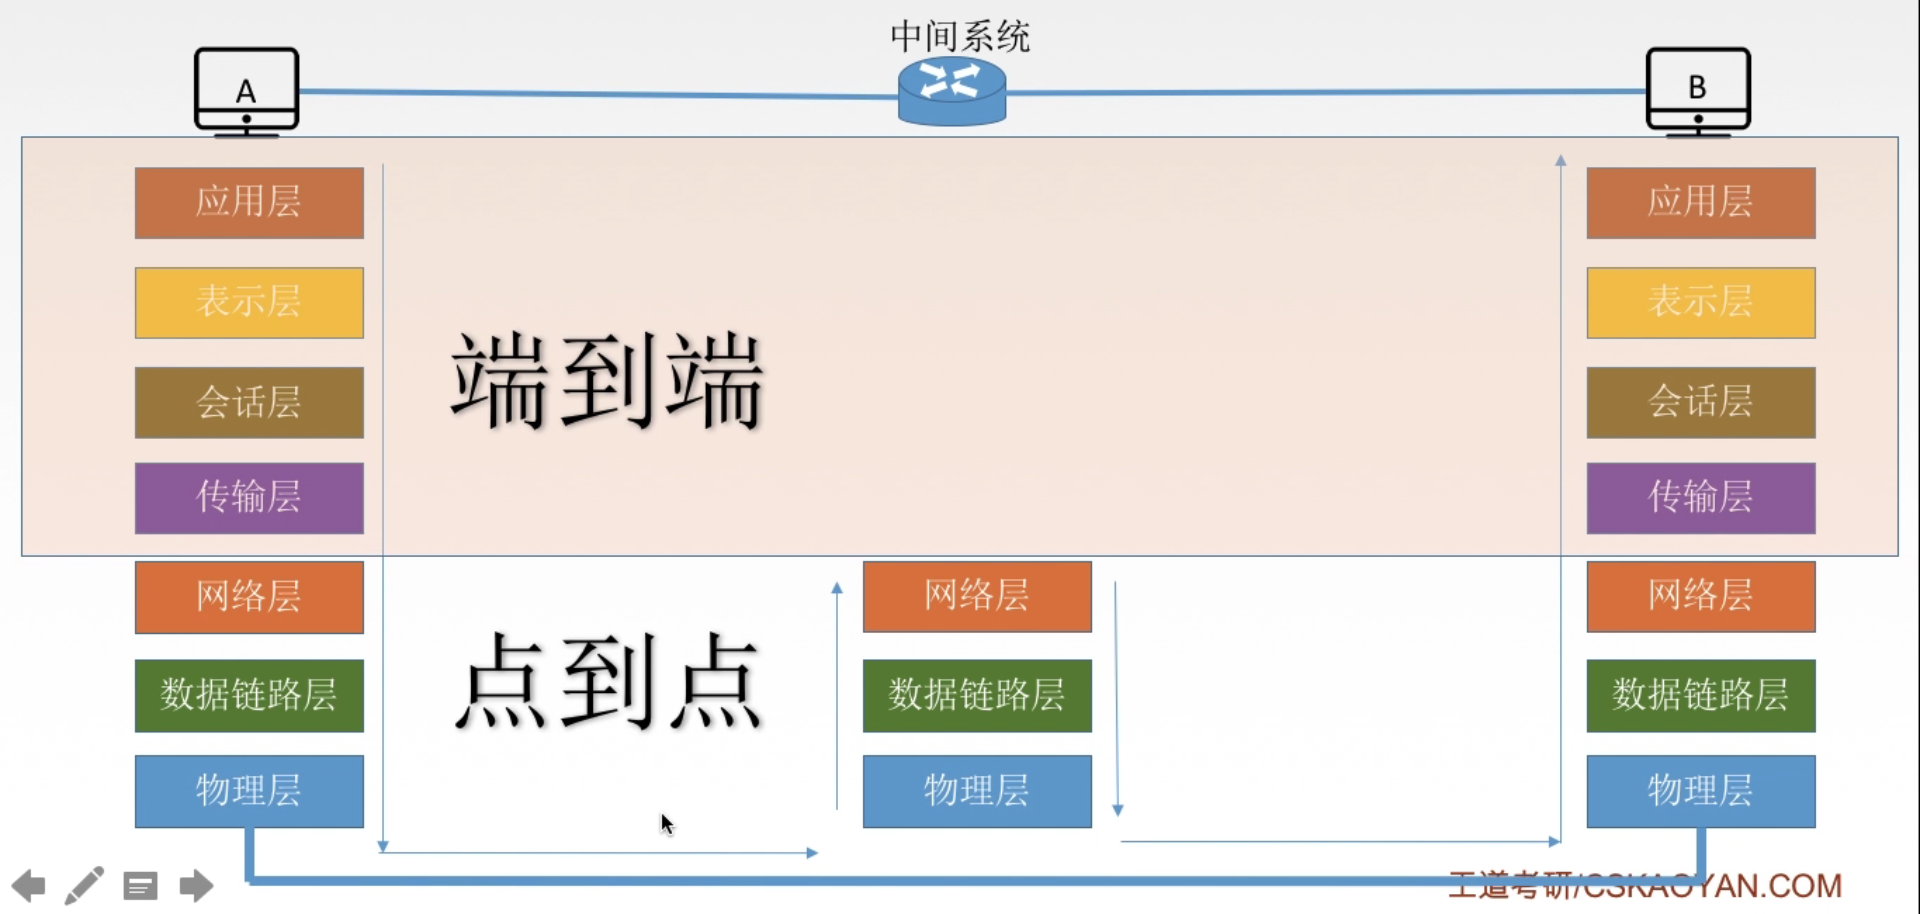 中间系统
A
B
应用层
应用层
表示层
表示层
端到端
会话层
会话层
传输层
传输层
网络层
网络层
网络层
点到点
数据链路层
数据链路层
数据链路层
物理层
物理层
物理层
王道考研/CSKAOYAN.COM